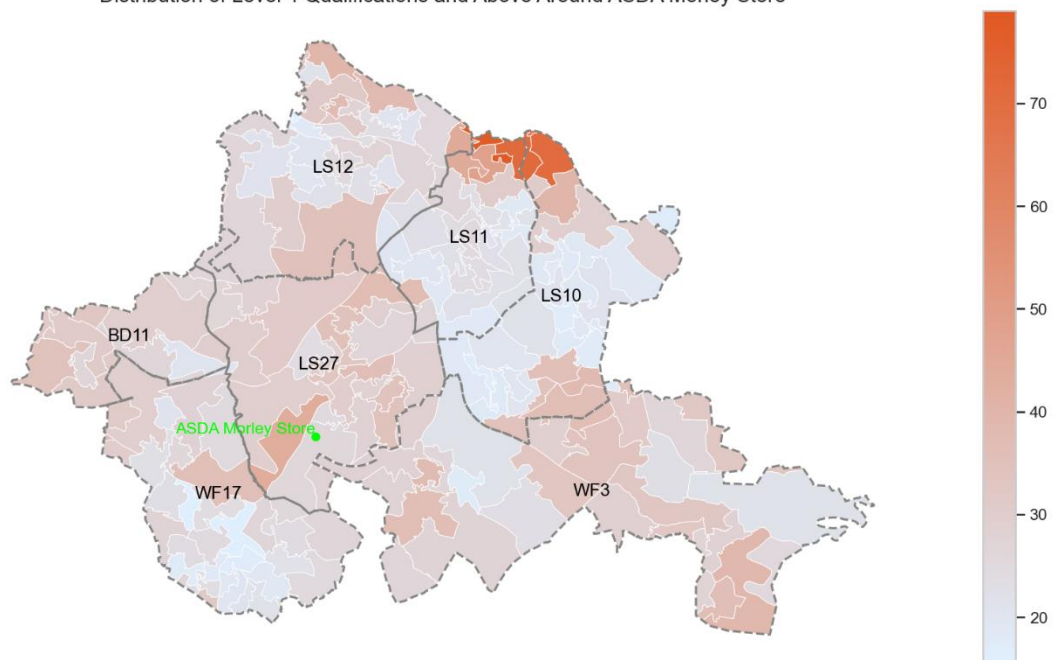 Distribution of Level 4 Qualifications and Above Around ASDA Morley Store
LS12
LS11
LS10
BD11
LS27
ASDA Morley Store
WF17
WF3
70
60
50
40
30
20